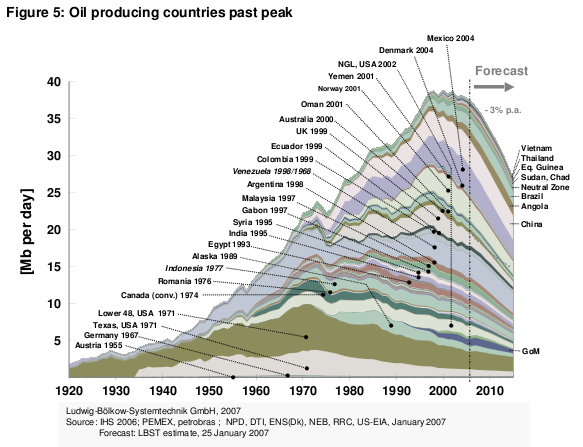 Figure 5: Oil producing countries past peak
Mexico 2004
Denmark 2004
NGL, USA 2002
Yemen 2001
Norway 2001
Oman 2001
Australia 2000
UK 1999
Ecuador 1999
Colombia 1999
Venezuela 1998/1968
Argentina 1998
Malaysia 1997
Gabon 1997
Syria 1995
India 1995
Egypt 1993
Alaska 1989
Indonesia 1977
Romania 1976
Canada (conv.) 1974
Lower 48, USA 1971
Texas, USA 1971
Germany 1967
Austria 1955
Forecast
- 3% p.a.
Vietnam
Thailand
Eq. Guinea
Sudan, Chad
Neutral Zone
Brazil
Angola
China
GoM
[Mb per day]
40
35
30
25
20
15
10
5
1920 1930 1940 1950 1960 1970 1980 1990 2000 2010
Ludwig-Bölkow-Systemtechnik GmbH, 2007
Source: IHS 2006; PEMEX, petrobras ; NPD, DTI, ENS(Dk), NEB, RRC, US-EIA, January 2007
Forecast: LBST estimate, 25 January 2007